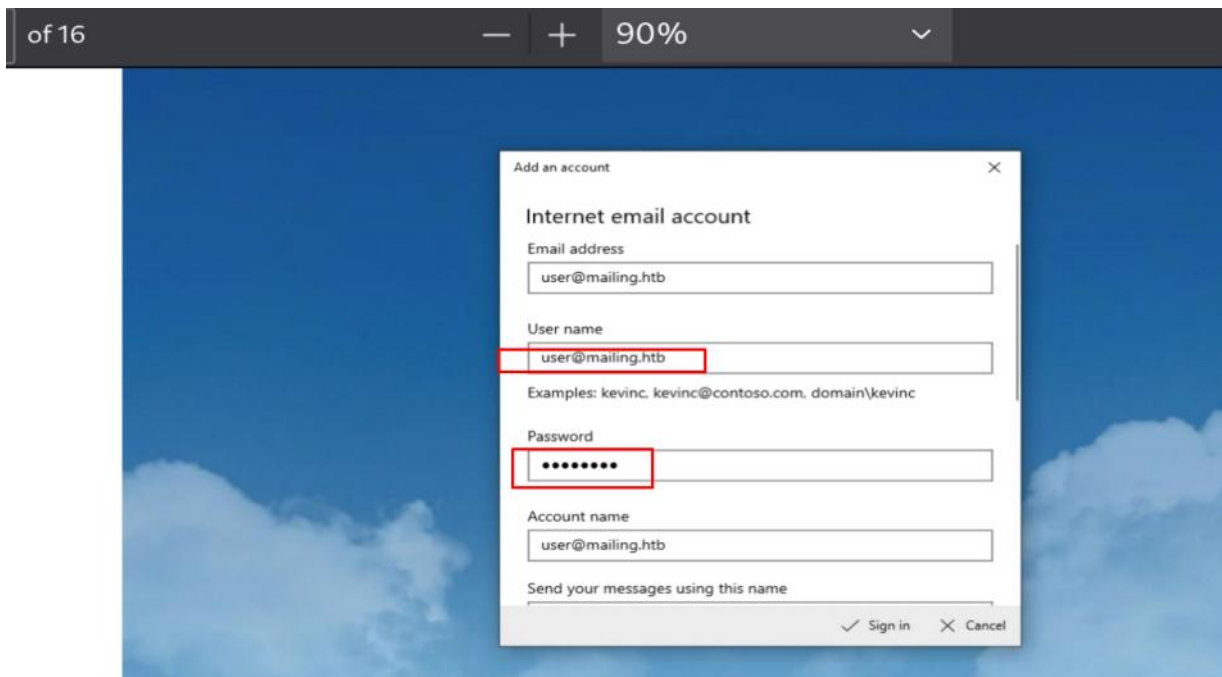 of 16 — + 90%
Add an account
Internet email account
Email address
user@mailing.htb
User name
user@mailing.htb
Examples: kevinc, kevinc@contoso.com, domain\kevinc
Password
••••••••
Account name
user@mailing.htb
Send your messages using this name
Sign in Cancel